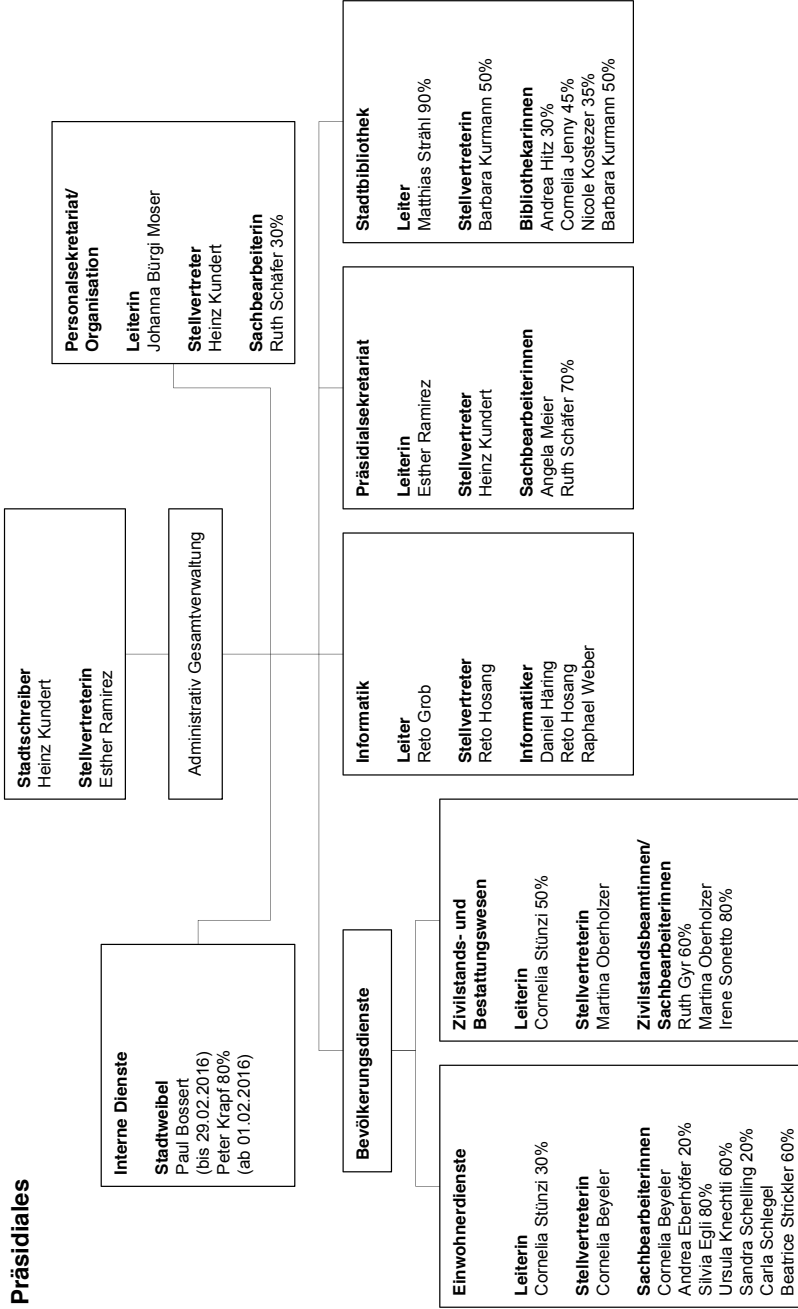 Präsidiales
Stadtschreiber
Heinz Kundert
Stellvertreterin
Esther Ramirez
Administrativ Gesamtverwaltung
Interne Dienste
Stadtweibel
Paul Bossert
(bis 29.02.2016)
Peter Krapf 80%
(ab 01.02.2016)
Personalsekretariat/
Organisation
Leiterin
Johanna Bürgi Moser
Stellvertreter
Heinz Kundert
Sachbearbeiterin
Ruth Schäfer 30%
Bevölkerungsdienste
Einwohnerdienste
Leiterin
Cornelia Stünzi 30%
Stellvertreterin
Cornelia Beyeler
Sachbearbeiterinnen
Cornelia Beyeler
Andrea Eberhöfer 20%
Silvia Egli 80%
Ursula Knechtli 60%
Sandra Schelling 20%
Carla Schlegel
Beatrice Strickler 60%
Zivilstands- und
Bestattungswesen
Leiterin
Cornelia Stünzi 50%
Stellvertreterin
Martina Oberholzer
Zivilstandsbeamtinnen/
Sachbearbeiterinnen
Ruth Gyr 60%
Martina Oberholzer
Irene Sonetto 80%
Informatik
Leiter
Reto Grob
Stellvertreter
Reto Hosang
Informatiker
Daniel Häring
Reto Hosang
Raphael Weber
Präsidialsekretariat
Leiterin
Esther Ramirez
Stellvertreter
Heinz Kundert
Sachbearbeiterinnen
Angela Meier
Ruth Schäfer 70%
Stadtbibliothek
Leiter
Matthias Strähl 90%
Stellvertreterin
Barbara Kurmann 50%
Bibliothekarinnen
Andrea Hitz 30%
Cornelia Jenny 45%
Nicole Kostezer 35%
Barbara Kurmann 50%